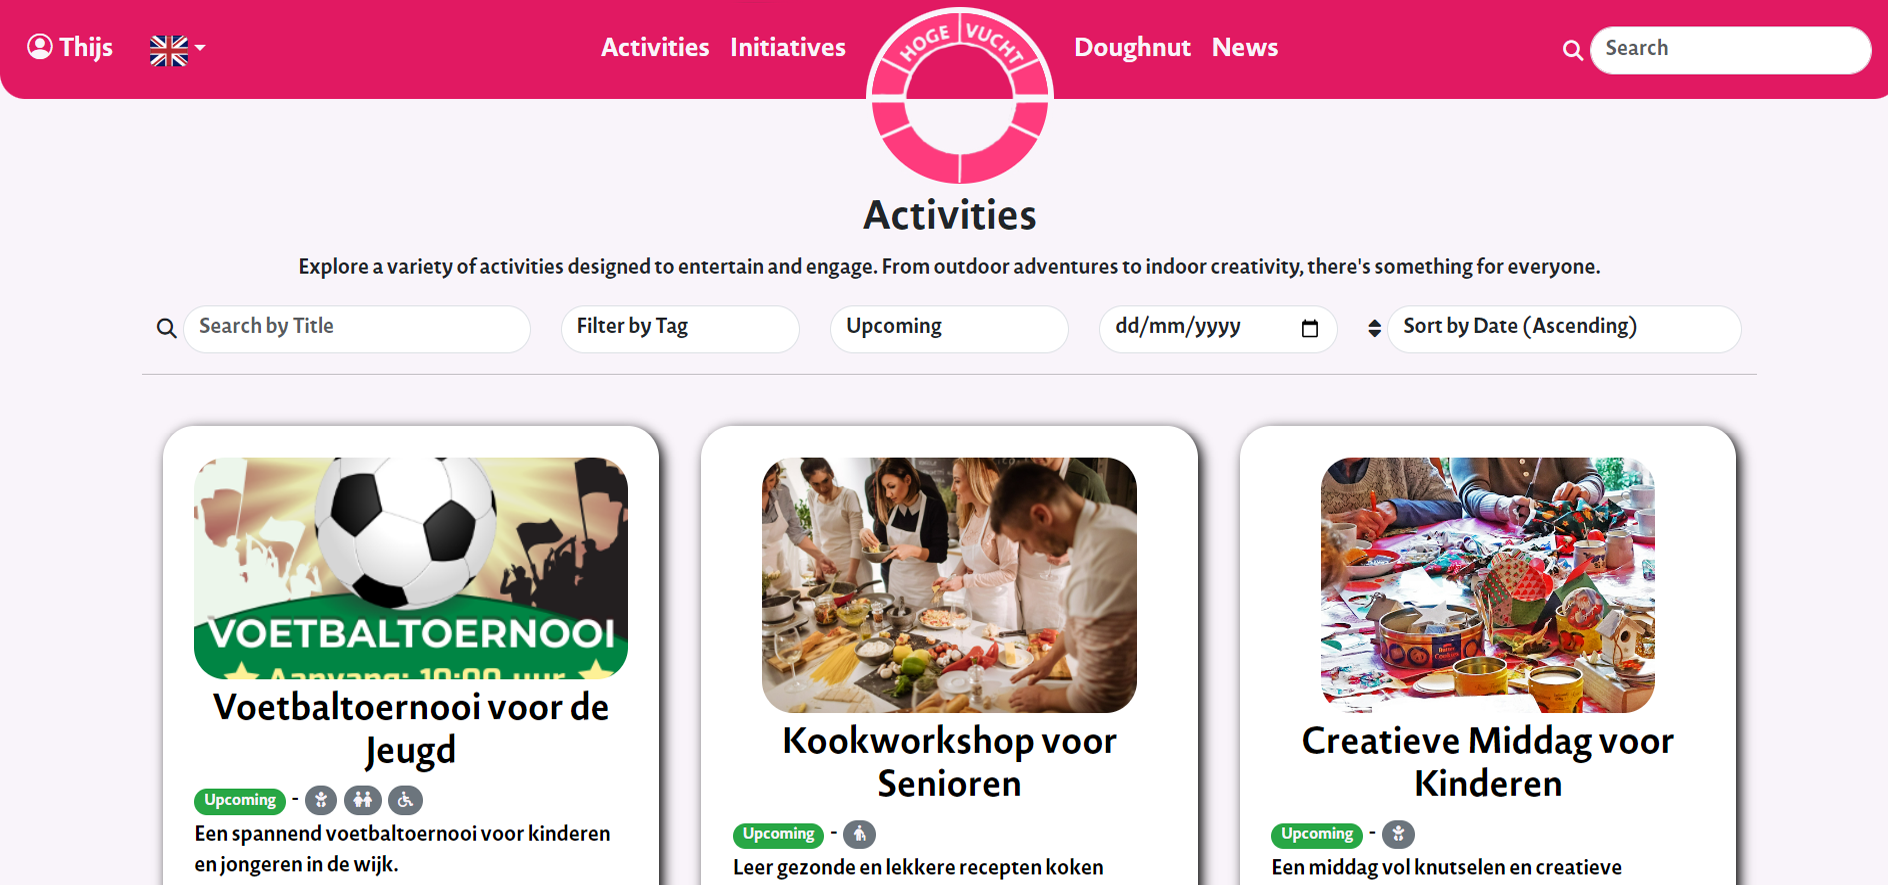 Thijs
Activities
Initiatives
HOGE VUCHT
Doughnut
News
Search
Activities
Explore a variety of activities designed to entertain and engage. From outdoor adventures to indoor creativity, there's something for everyone.
Search by Title
Filter by Tag
Upcoming
dd/mm/yyyy
Sort by Date (Ascending)
VOETBALTOERNOOI
Aanvang: 10:00 uur
Voetbaltoernooi voor de
Jeugd
Upcoming -
Een spannend voetbaltoernooi voor kinderen
en jongeren in de wijk.
Kookworkshop voor
Senioren
Upcoming -
Leer gezonde en lekkere recepten koken
Creatieve Middag voor
Kinderen
Upcoming -
Een middag vol knutselen en creatieve